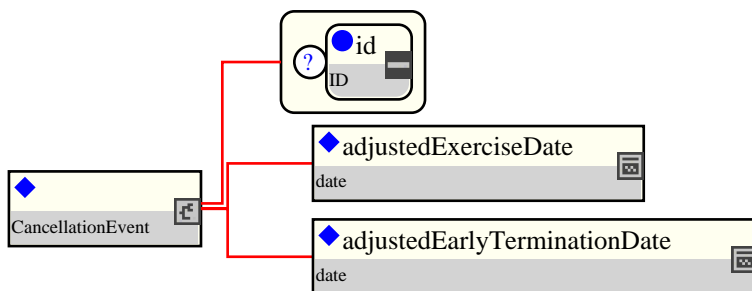 id
?
ID
adjustedExerciseDate
date
CancellationEvent
adjustedEarlyTerminationDate
date